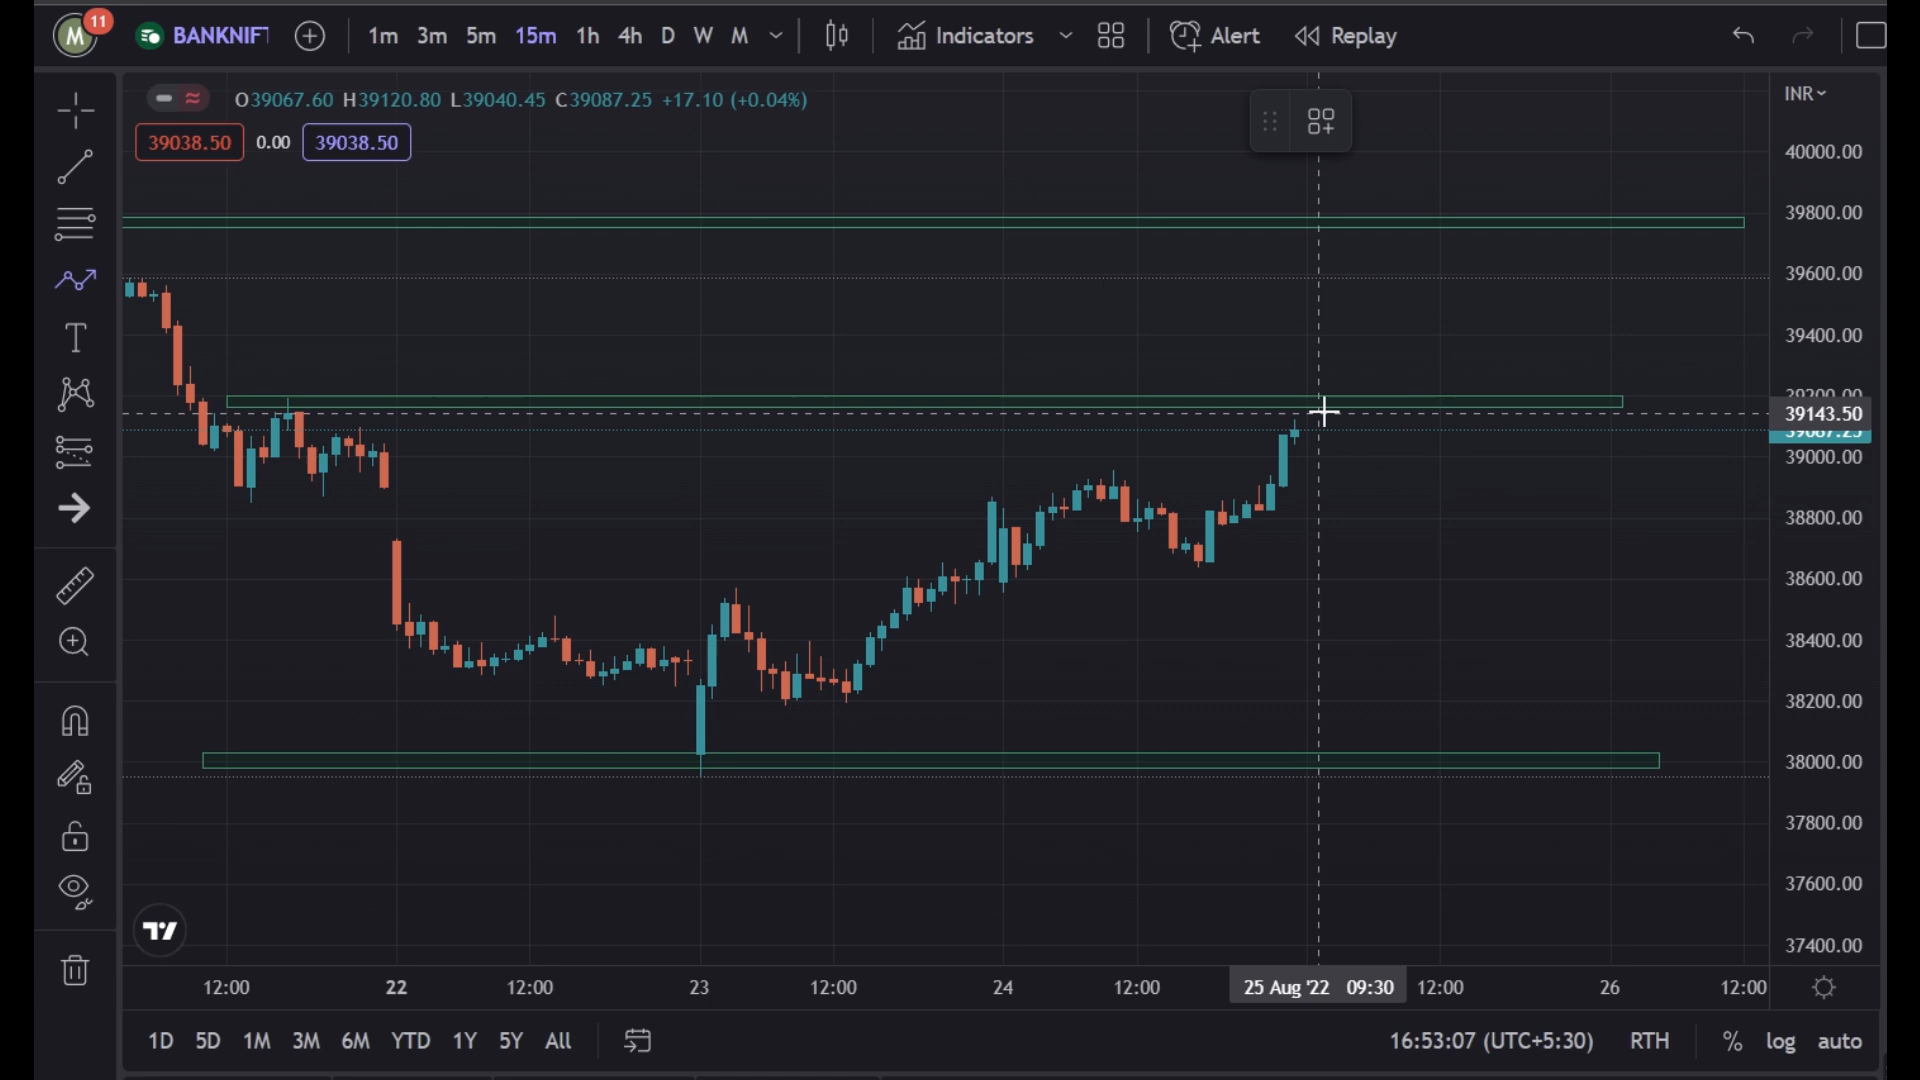 M 11 BANKNIFT 1m 3m 5m 15m 1h 4h D W M Indicators Alert Replay
O39067.60 H39120.80 L39040.45 C39087.25 +17.10 (+0.04%)
INR
39038.50 0.00 39038.50
40000.00
39800.00
39600.00
39400.00
39200.00
39143.50
39087.25
39000.00
38800.00
38600.00
38400.00
38200.00
38000.00
37800.00
37600.00
37400.00
12:00 22 12:00 23 12:00 24 12:00 25 Aug '22 09:30 12:00 26 12:00
1D 5D 1M 3M 6M YTD 1Y 5Y All 16:53:07 (UTC+5:30) RTH % log auto